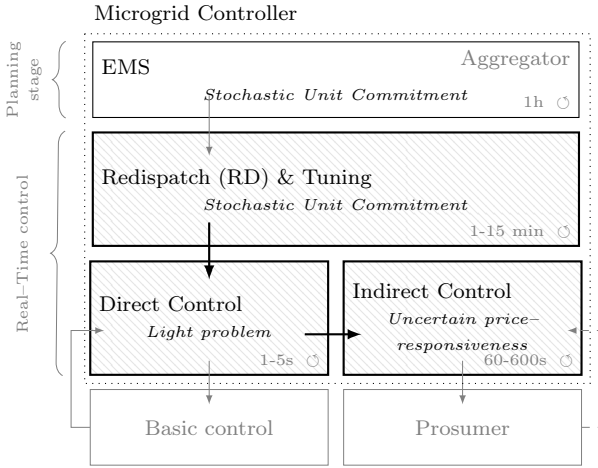 Microgrid Controller
Planning
stage
EMS
Aggregator
Stochastic Unit Commitment
1h
Real–Time control
Redispatch (RD) & Tuning
Stochastic Unit Commitment
1-15 min
Direct Control
Light problem
1-5s
Indirect Control
Uncertain price–
responsiveness
60-600s
Basic control
Prosumer